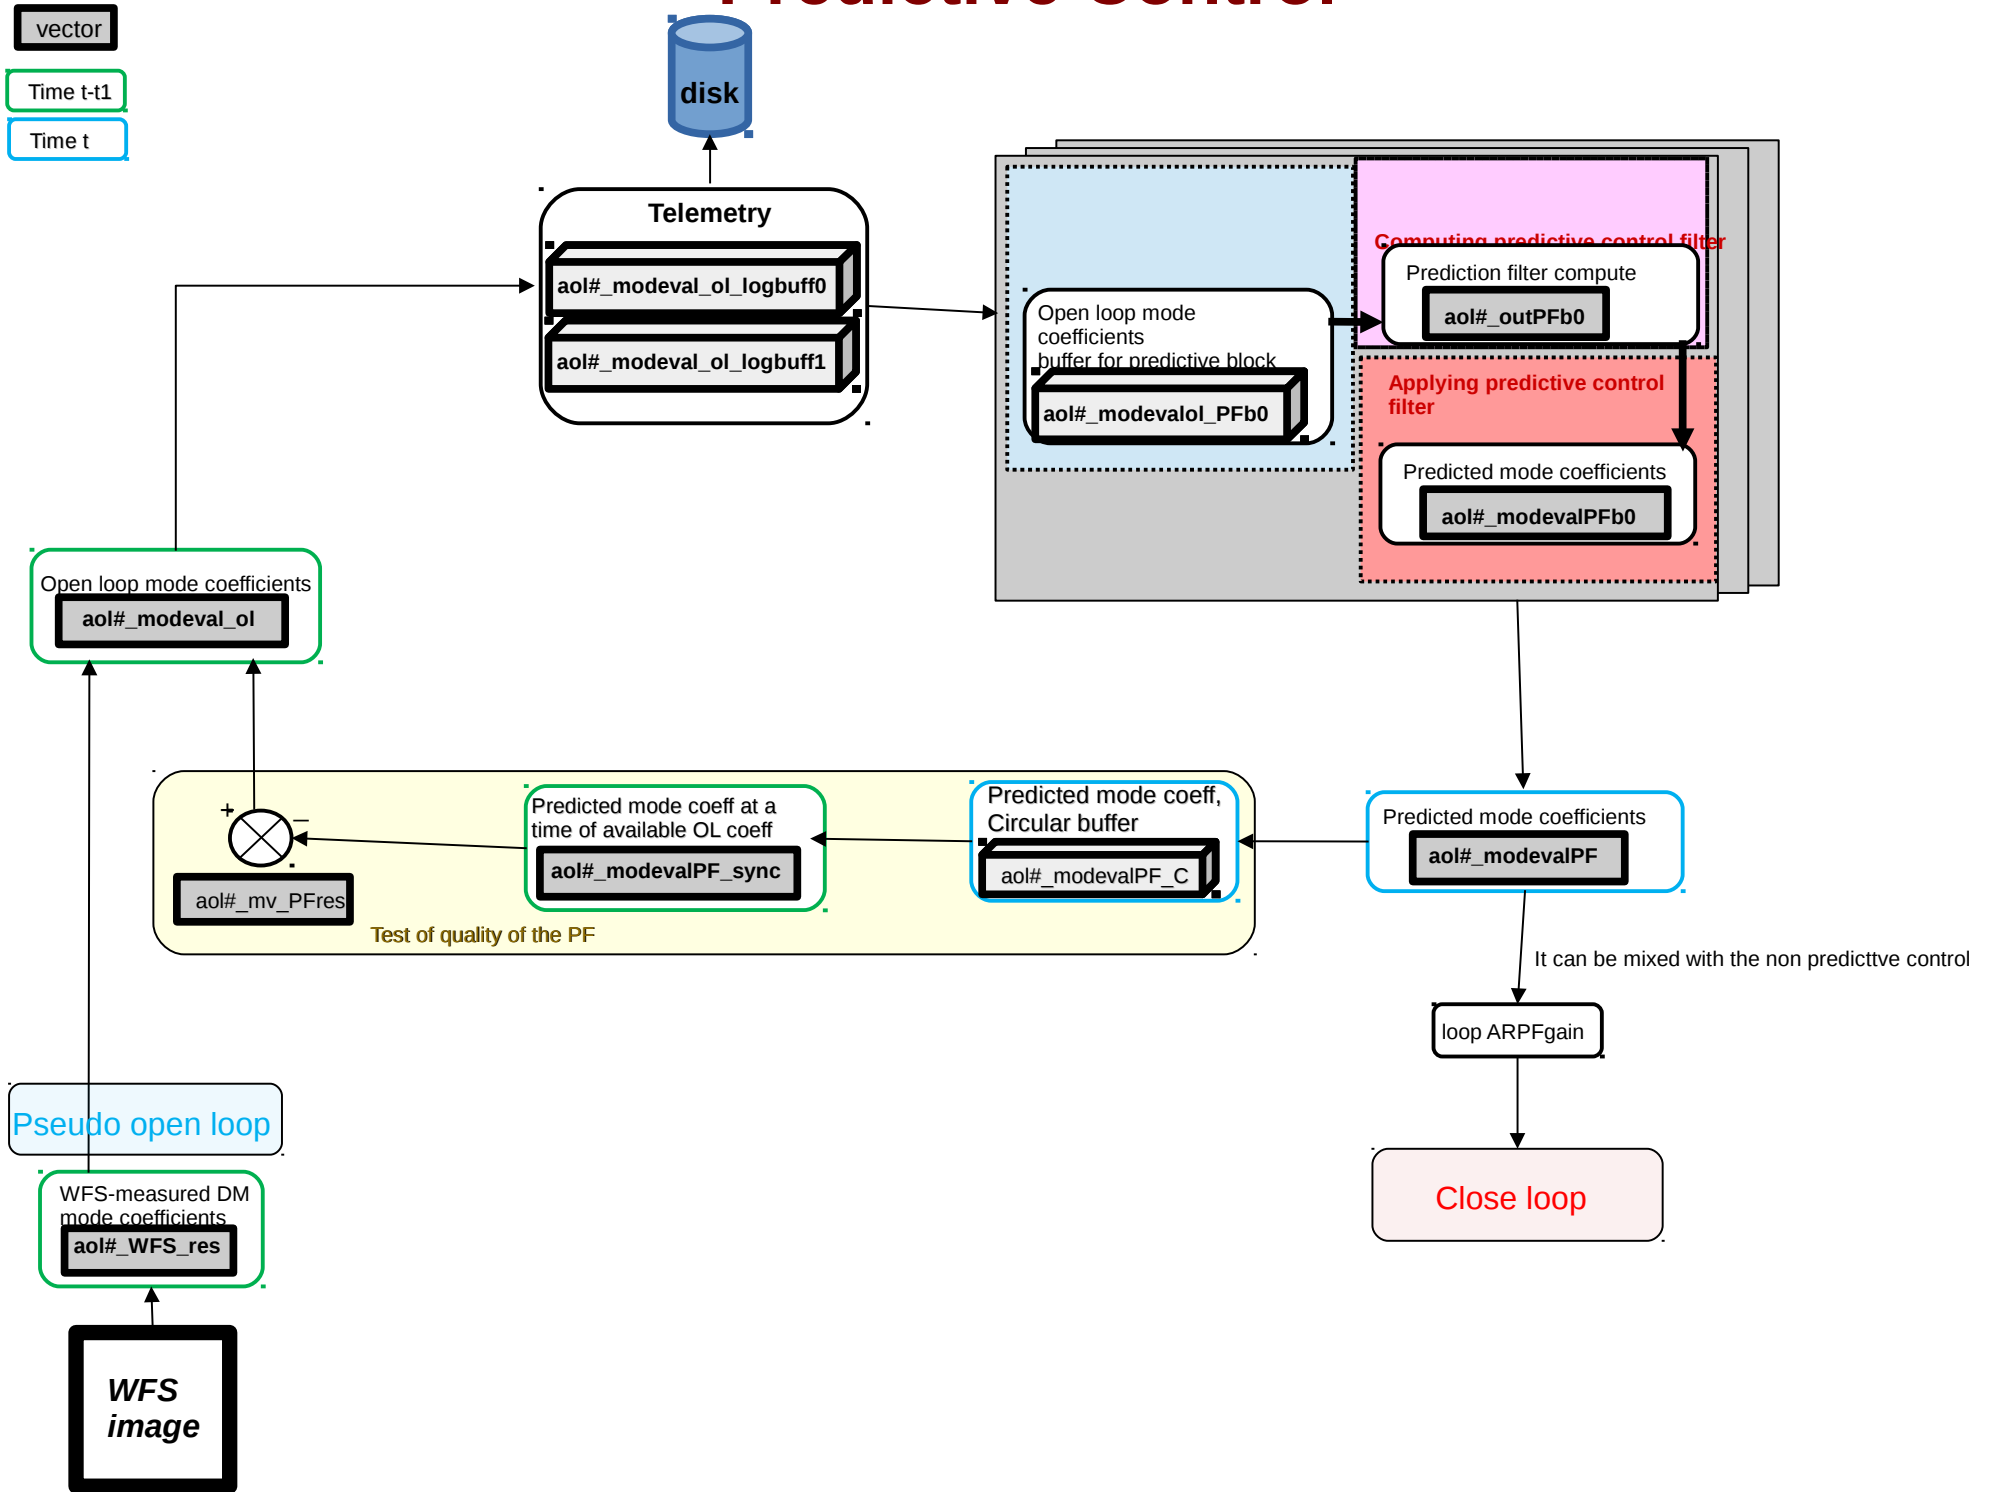 Predictive Control
vector
Time t-t1
Time t
disk
Telemetry
aol#_modeval_ol_logbuff0
aol#_modeval_ol_logbuff1
Open loop mode
coefficients
buffer for predictive block
aol#_modevalol_PFb0
Computing predictive control filter
Prediction filter compute
aol#_outPFb0
Applying predictive control
filter
Predicted mode coefficients
aol#_modevalPFb0
Open loop mode coefficients
aol#_modeval_ol
+
–
aol#_mv_PFres
Predicted mode coeff at a
time of available OL coeff
aol#_modevalPF_sync
Predicted mode coeff,
Circular buffer
aol#_modevalPF_C
Test of quality of the PF
Predicted mode coefficients
aol#_modevalPF
It can be mixed with the non predicttve control
loop ARPFgain
Close loop
Pseudo open loop
WFS-measured DM
mode coefficients
aol#_WFS_res
WFS
image